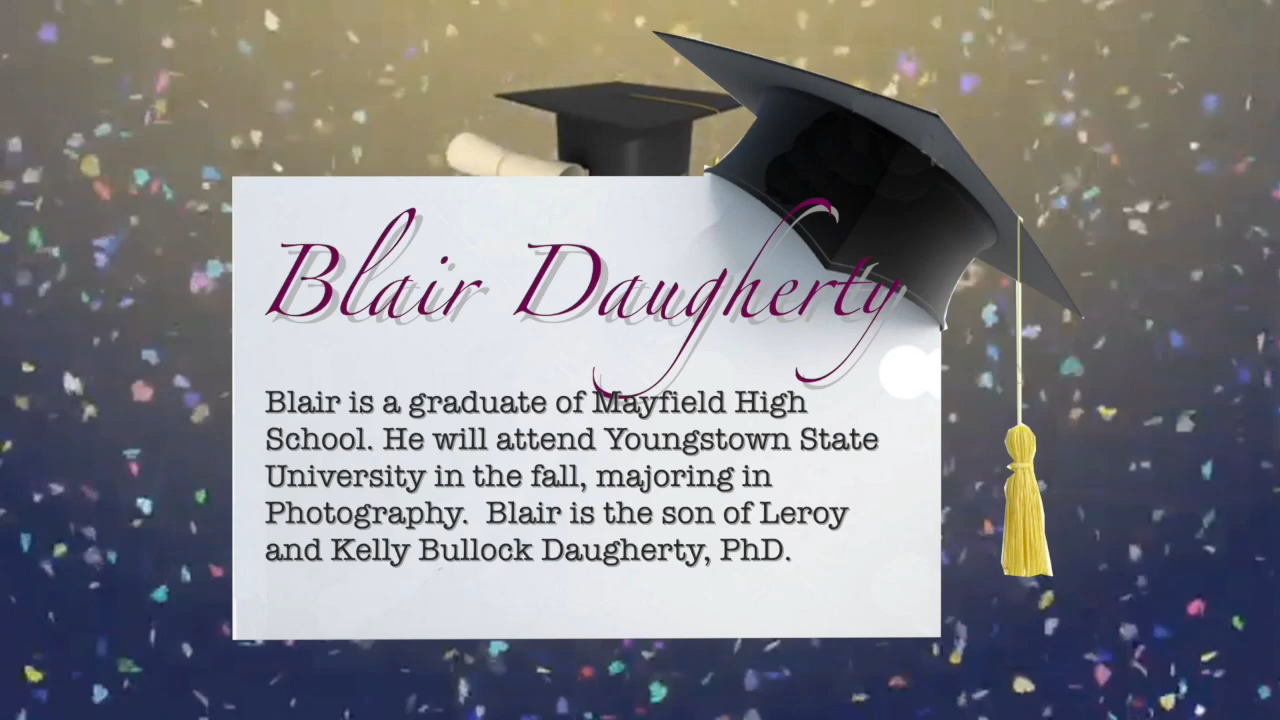 Blair Daugherty
Blair is a graduate of Mayfield High
School. He will attend Youngstown State
University in the fall, majoring in
Photography.  Blair is the son of Leroy
and Kelly Bullock Daugherty, PhD.